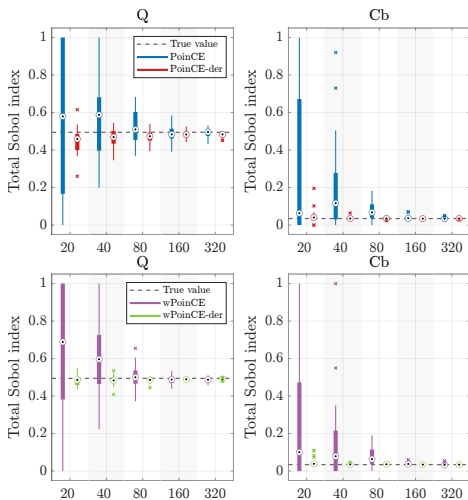 Q
Cb
Total Sobol index
1
0.8
0.6
0.4
0.2
0
True value
PoinCE
PoinCE-der
20 40 80 160 320
Total Sobol index
1
0.8
0.6
0.4
0.2
0
20 40 80 160 320
Q
Cb
Total Sobol index
1
0.8
0.6
0.4
0.2
0
True value
wPoinCE
wPoinCE-der
20 40 80 160 320
Total Sobol index
1
0.8
0.6
0.4
0.2
0
20 40 80 160 320